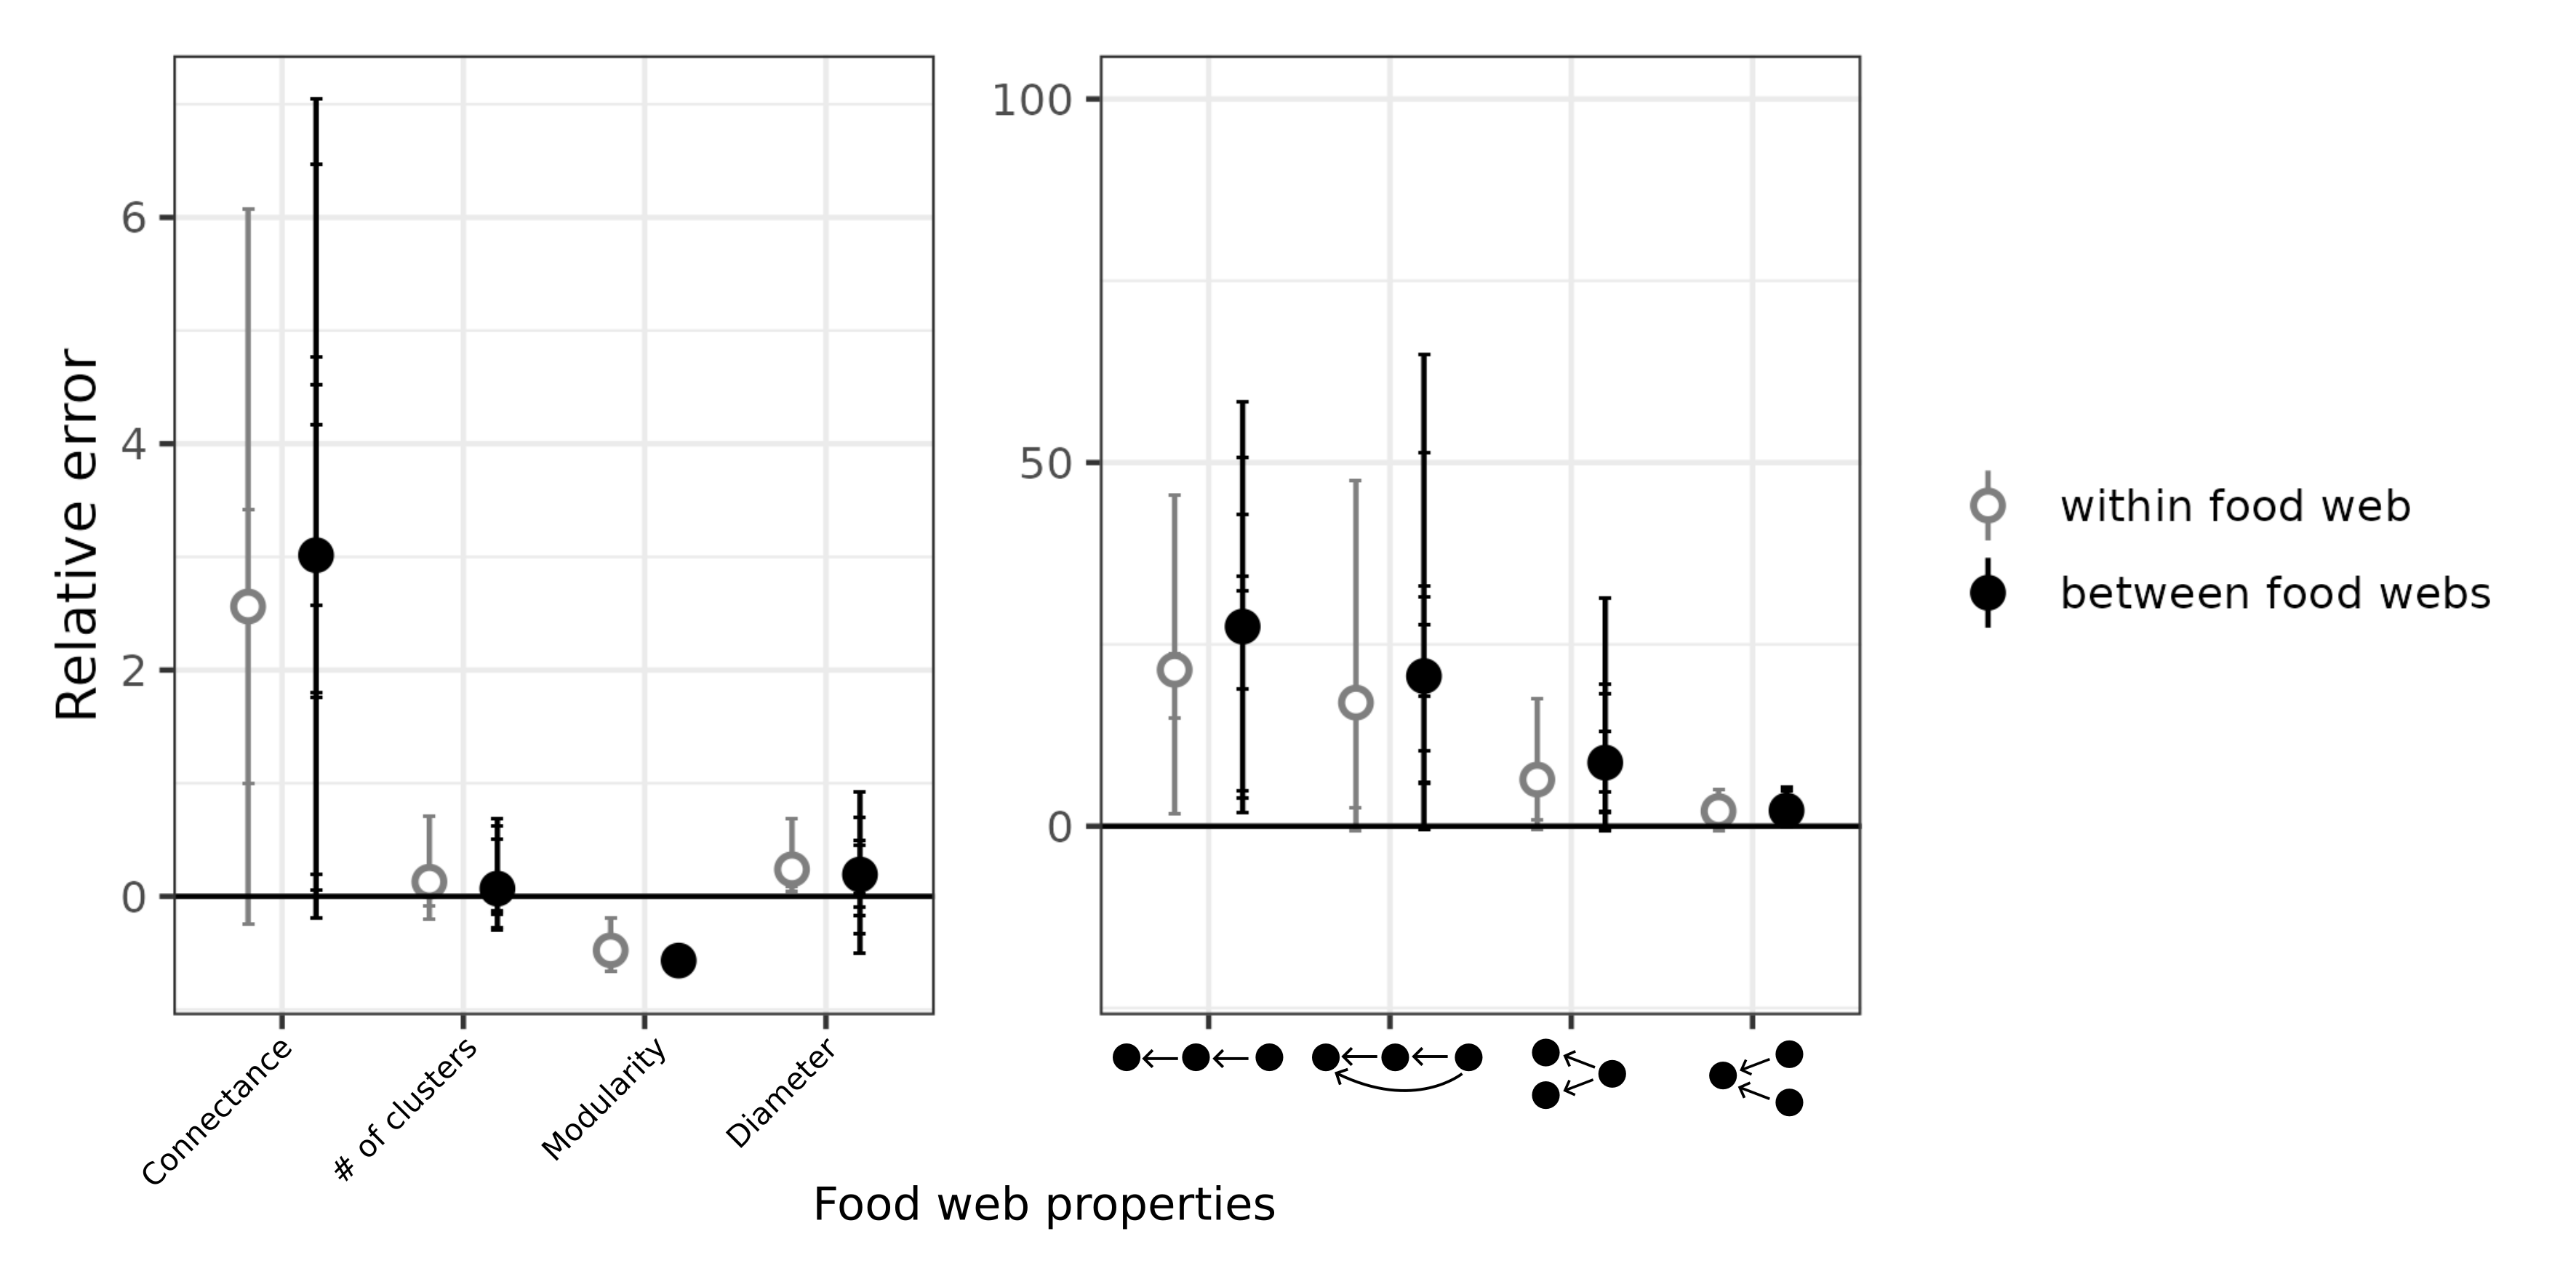 Relative error
6
4
2
0
Connectance
# of clusters
Modularity
Diameter
100
50
0
Food web properties
within food web
between food webs